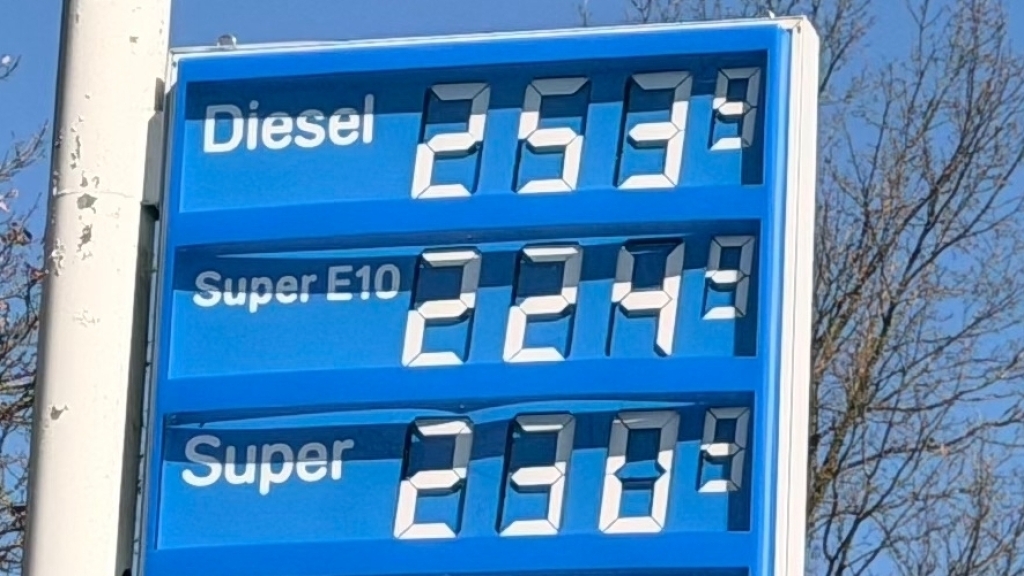 Diesel 253⁹
Super E10 224⁹
Super 230⁹